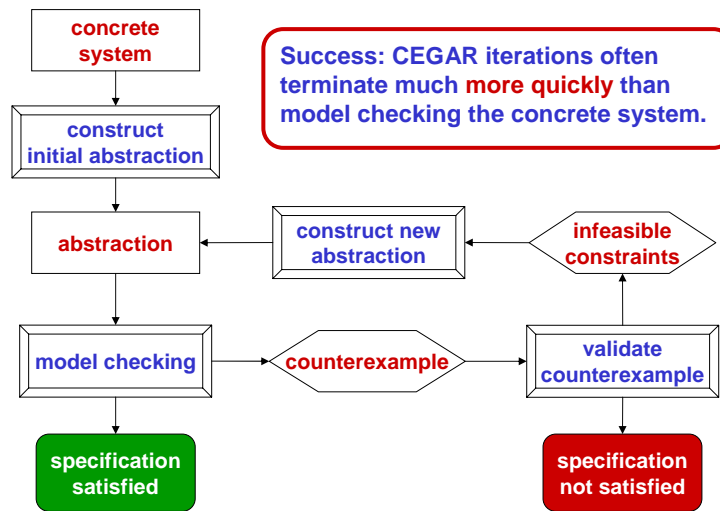 concrete
system
Success: CEGAR iterations often
terminate much more quickly than
model checking the concrete system.
construct
initial abstraction
abstraction
construct new
abstraction
infeasible
constraints
model checking
counterexample
validate
counterexample
specification
satisfied
specification
not satisfied